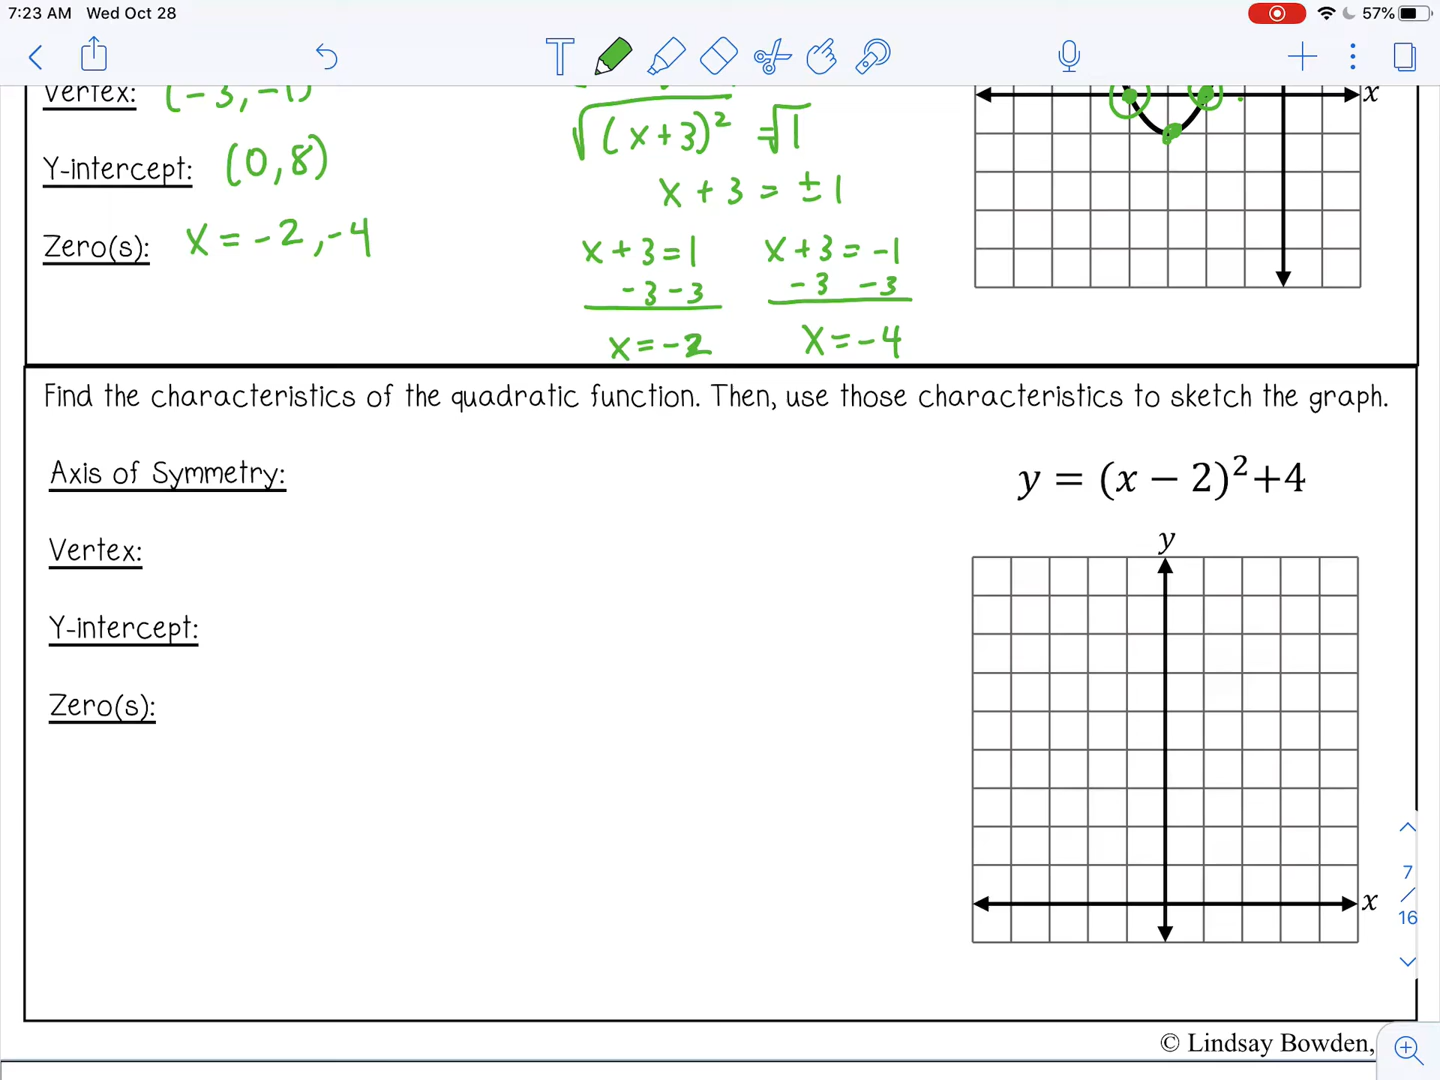 7:23 AM Wed Oct 28
57%
Vertex: (-3, -1)
Y-intercept: (0, 8)
Zero(s): x = -2, -4
√(x+3)² = √1
x + 3 = ± 1
x + 3 = 1 x + 3 = -1
-3 -3 -3 -3
x = -2 x = -4
x
Find the characteristics of the quadratic function. Then, use those characteristics to sketch the graph.
Axis of Symmetry:
y = (x − 2)²+4
Vertex:
Y-intercept:
Zero(s):
y
x
7
/
16
© Lindsay Bowden,